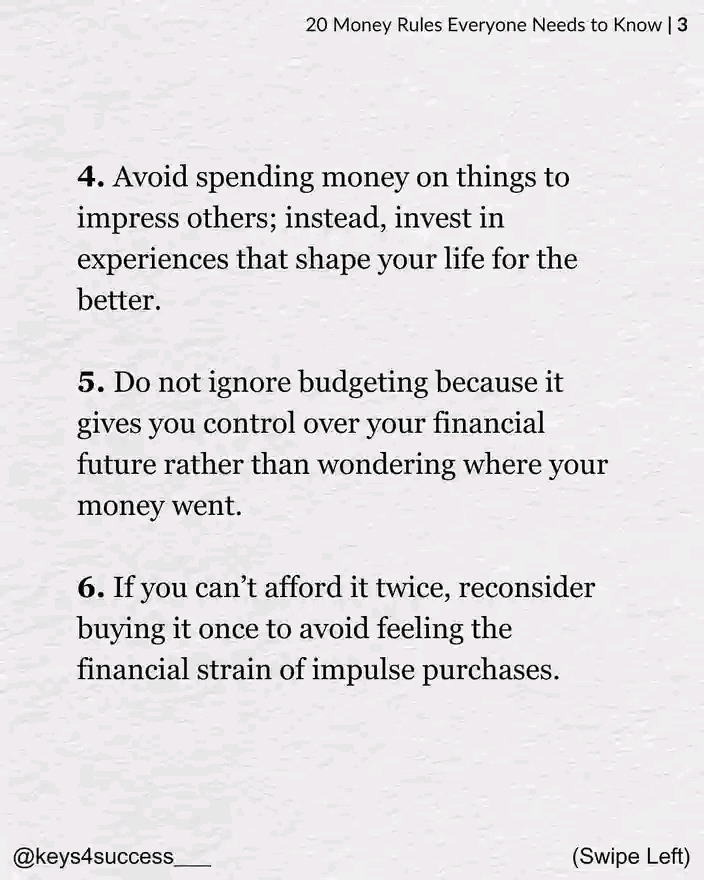 20 Money Rules Everyone Needs to Know | 3
4. Avoid spending money on things to
impress others; instead, invest in
experiences that shape your life for the
better.
5. Do not ignore budgeting because it
gives you control over your financial
future rather than wondering where your
money went.
6. If you can’t afford it twice, reconsider
buying it once to avoid feeling the
financial strain of impulse purchases.
@keys4success___
(Swipe Left)